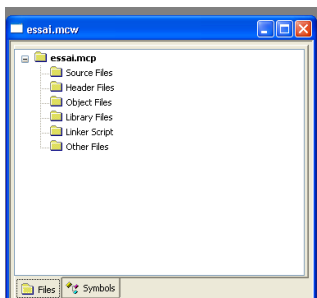 essai.mcw
essai.mcp
Source Files
Header Files
Object Files
Library Files
Linker Script
Other Files
Files Symbols